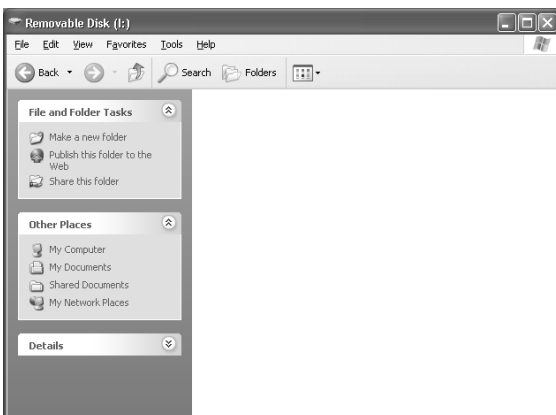 Removable Disk (I:)
File Edit View Favorites Tools Help
Back Search Folders
File and Folder Tasks
Make a new folder
Publish this folder to the
Web
Share this folder
Other Places
My Computer
My Documents
Shared Documents
My Network Places
Details